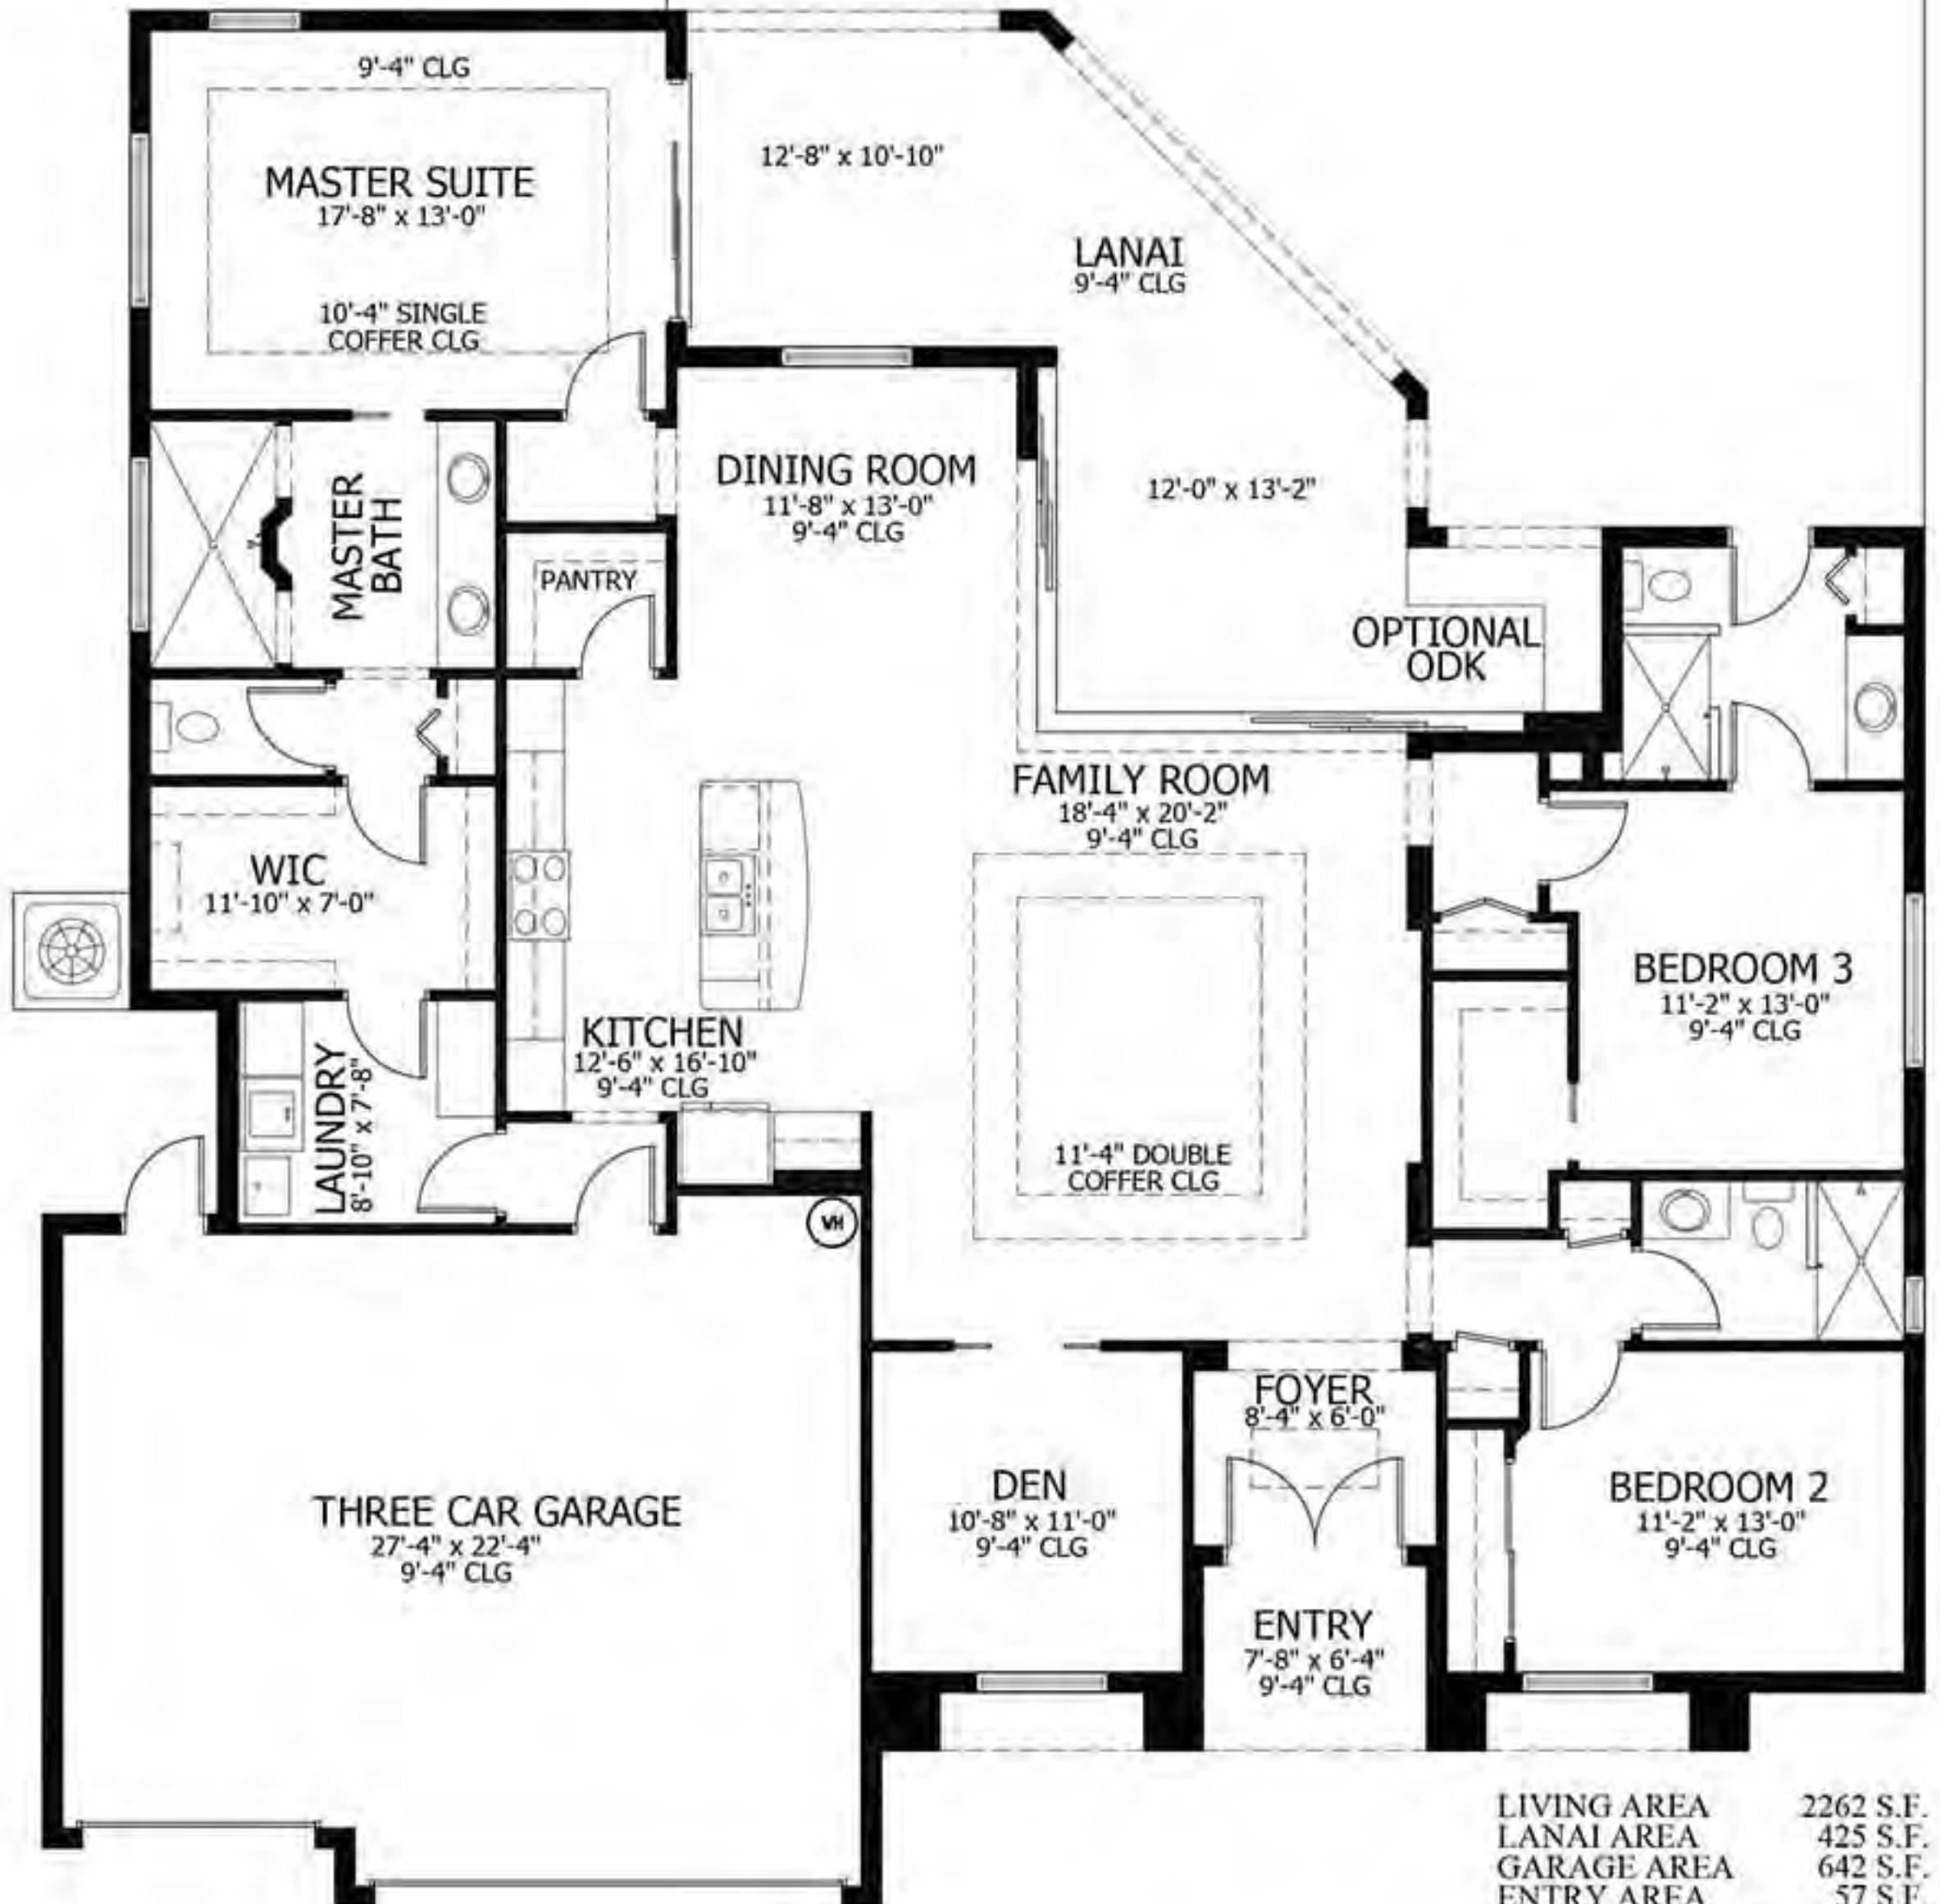 9'-4" CLG
MASTER SUITE
17'-8" x 13'-0"
10'-4" SINGLE
COFFER CLG
12'-8" x 10'-10"
LANAI
9'-4" CLG
12'-0" x 13'-2"
OPTIONAL
ODK
DINING ROOM
11'-8" x 13'-0"
9'-4" CLG
MASTER
BATH
PANTRY
WIC
11'-10" x 7'-0"
FAMILY ROOM
18'-4" x 20'-2"
9'-4" CLG
11'-4" DOUBLE
COFFER CLG
BEDROOM 3
11'-2" x 13'-0"
9'-4" CLG
KITCHEN
12'-6" x 16'-10"
9'-4" CLG
LAUNDRY
8'-10" x 7'-8"
WH
THREE CAR GARAGE
27'-4" x 22'-4"
9'-4" CLG
DEN
10'-8" x 11'-0"
9'-4" CLG
FOYER
8'-4" x 6'-0"
ENTRY
7'-8" x 6'-4"
9'-4" CLG
BEDROOM 2
11'-2" x 13'-0"
9'-4" CLG
LIVING AREA 2262 S.F.
LANAI AREA 425 S.F.
GARAGE AREA 642 S.F.
ENTRY AREA 57 S.F.